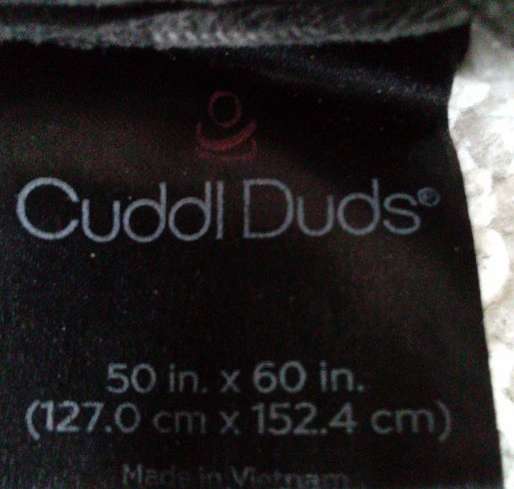 Cuddl Duds®
50 in. x 60 in.
(127.0 cm x 152.4 cm)
Made in Vietnam